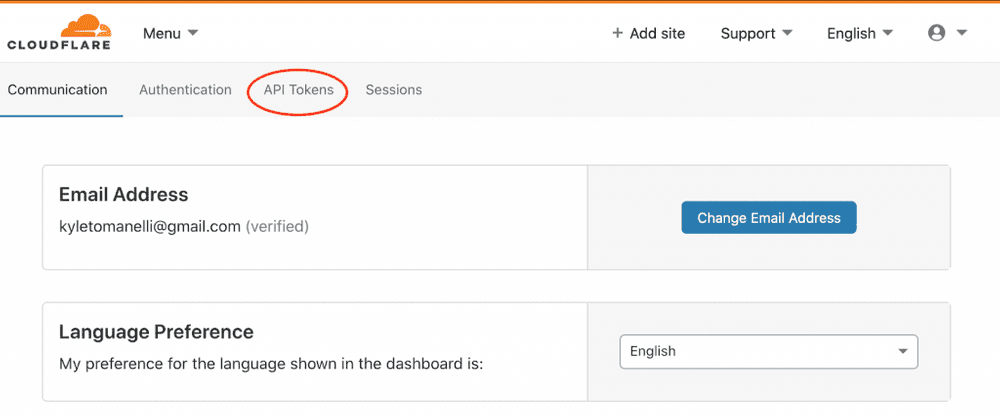 CLOUDFLARE Menu + Add site Support English
Communication Authentication API Tokens Sessions
Email Address
kyletomanelli@gmail.com (verified)
Change Email Address
Language Preference
My preference for the language shown in the dashboard is:
English